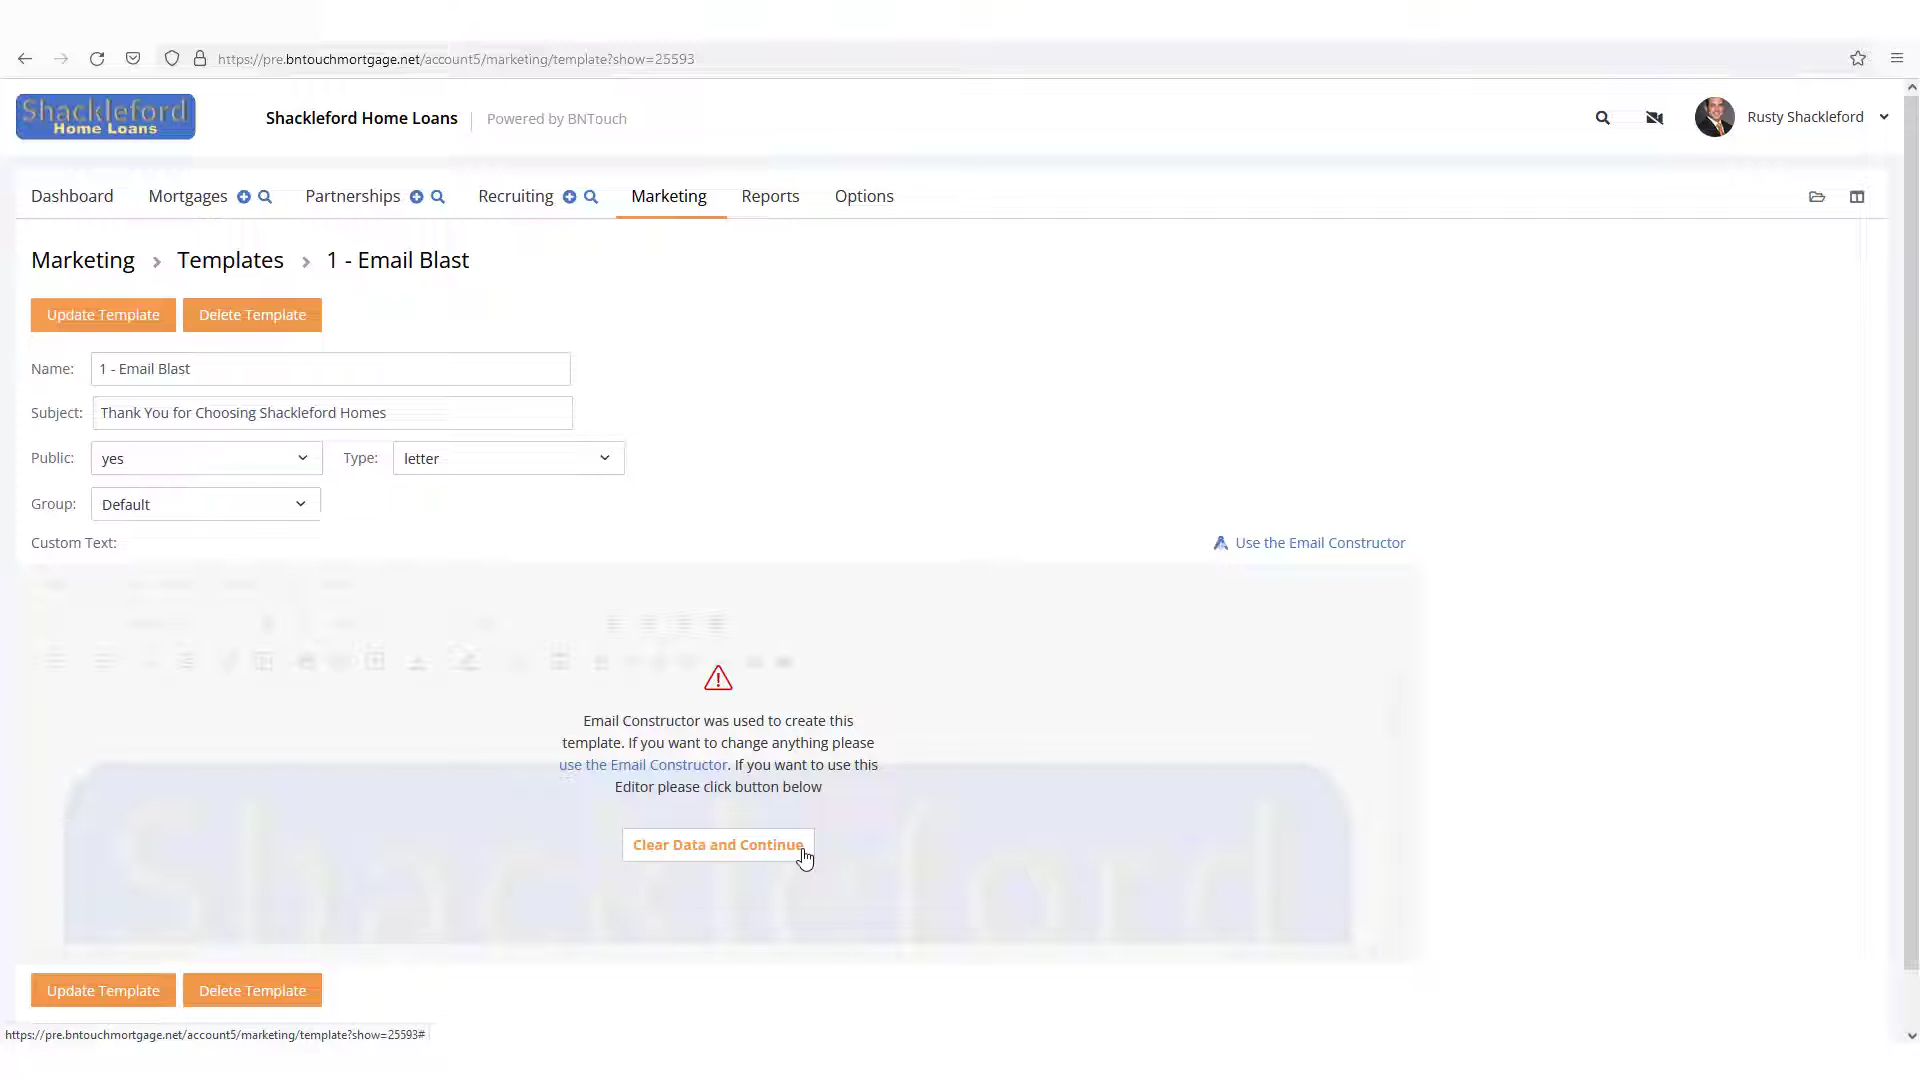 https://pre.bntouchmortgage.net/account5/marketing/template?show=25593
Shackleford
Home Loans
Shackleford Home Loans
Powered by BNTouch
Rusty Shackleford
Dashboard Mortgages Partnerships Recruiting Marketing Reports Options
Marketing > Templates > 1 - Email Blast
Update Template Delete Template
Name: 1 - Email Blast
Subject: Thank You for Choosing Shackleford Homes
Public: yes Type: letter
Group: Default
Custom Text: Use the Email Constructor
Email Constructor was used to create this
template. If you want to change anything please
use the Email Constructor. If you want to use this
Editor please click button below
Clear Data and Continue
Shackleford
Update Template Delete Template
https://pre.bntouchmortgage.net/account5/marketing/template?show=25593#